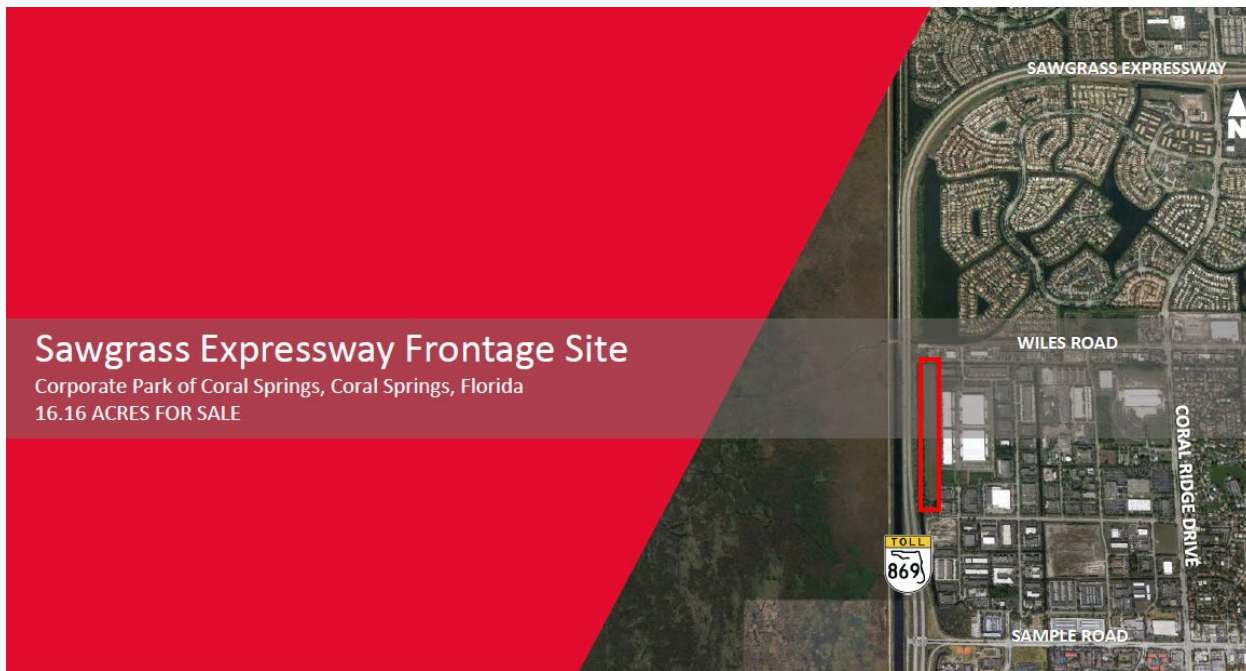 SAWGRASS EXPRESSWAY
N
WILES ROAD
Sawgrass Expressway Frontage Site
Corporate Park of Coral Springs, Coral Springs, Florida
16.16 ACRES FOR SALE
CORAL RIDGE DRIVE
TOLL
869
SAMPLE ROAD